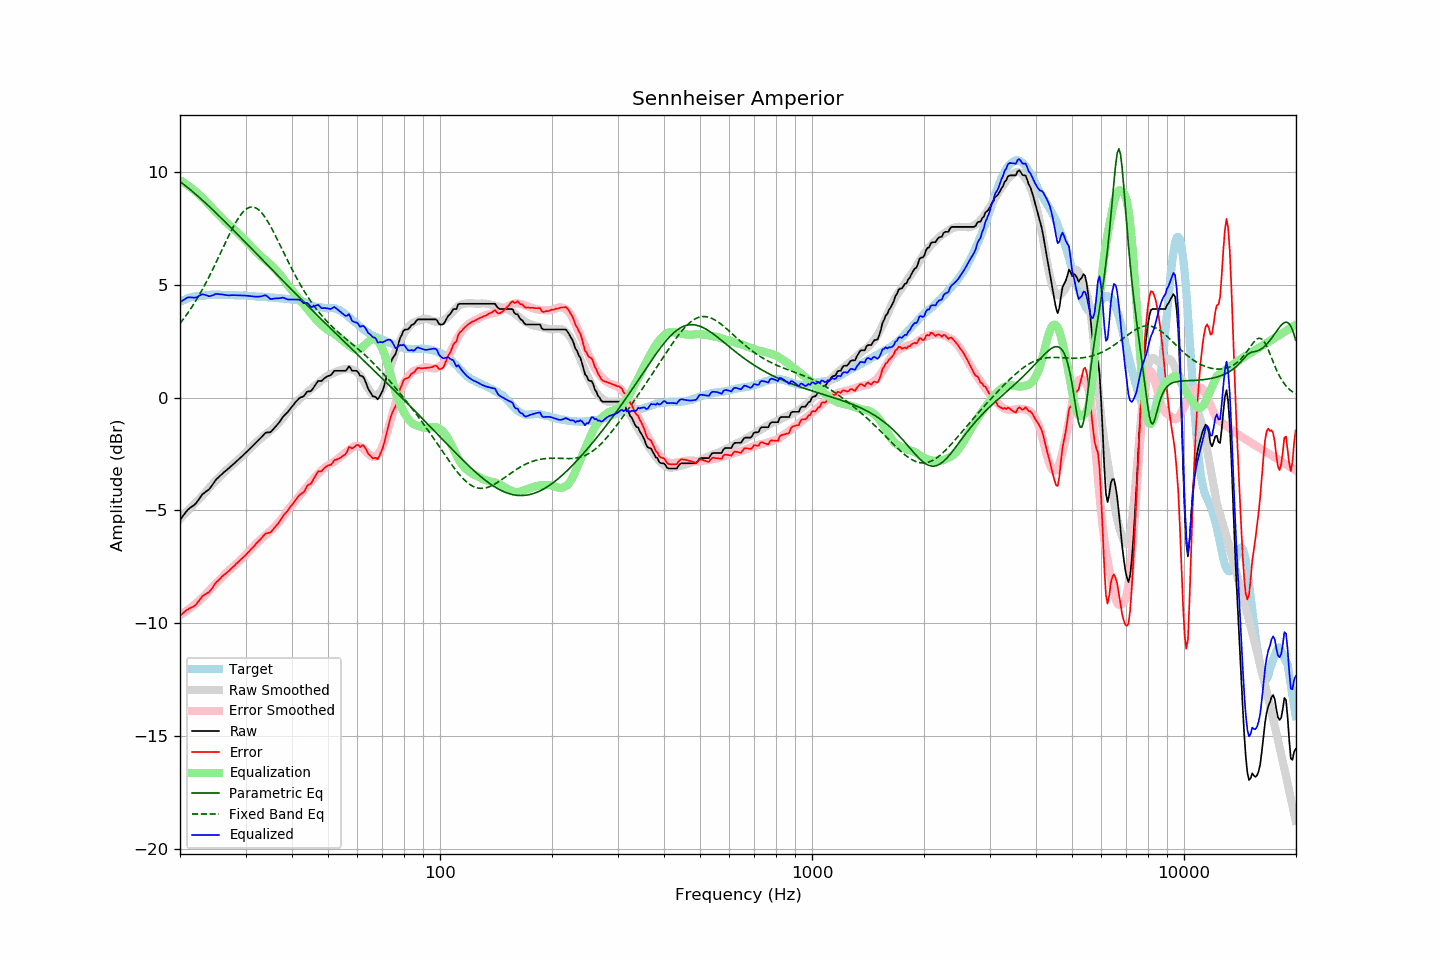 Sennheiser Amperior
10
5
0
−5
−10
−15
−20
Amplitude (dBr)
Target
Raw Smoothed
Error Smoothed
Raw
Error
Equalization
Parametric Eq
Fixed Band Eq
Equalized
100
1000
10000
Frequency (Hz)